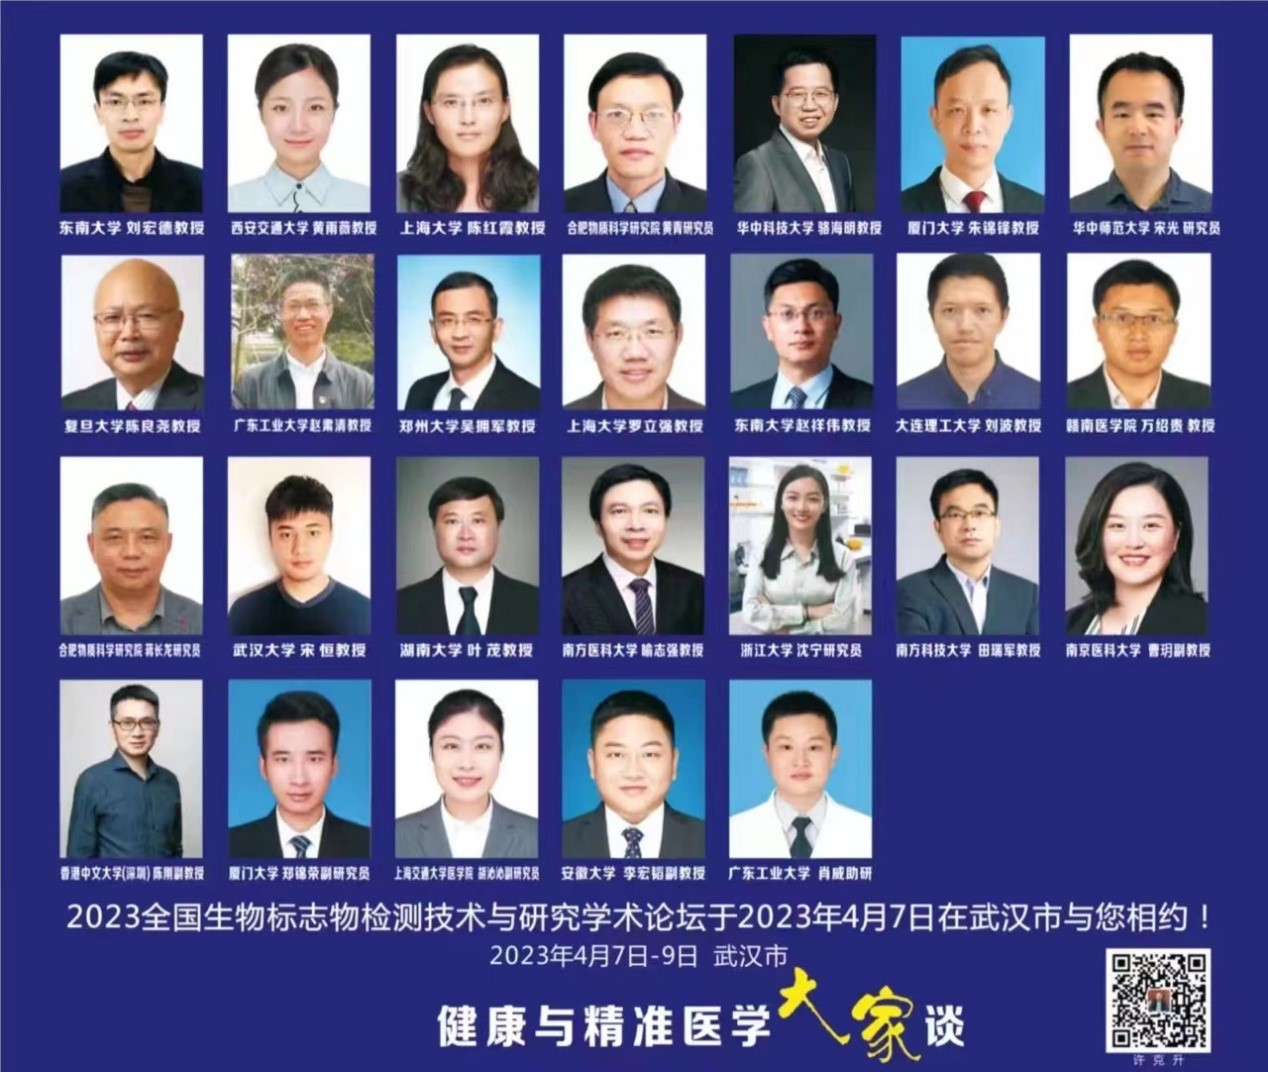 东南大学 刘宏德教授
西安交通大学 黄雨薇教授
上海大学 陈红霞教授
合肥物质科学研究院 黄青研究员
华中科技大学 骆海明教授
厦门大学 朱锦锋教授
华中师范大学 宋光 研究员
复旦大学陈良尧教授
广东工业大学赵肃清教授
郑州大学吴拥军教授
上海大学罗立强教授
东南大学赵祥伟教授
大连理工大学 刘波教授
赣南医学院 万绍贵 教授
合肥物质科学研究院 蒋长龙研究员
武汉大学 宋 恒教授
湖南大学 叶 茂教授
南方医科大学 喻志强教授
浙江大学 沈宁研究员
南方科技大学 田瑞军教授
南京医科大学 曹玥副教授
香港中文大学(深圳) 陈刚副教授
厦门大学 郑锦荣副研究员
上海交通大学医学院 胡沁沁副研究员
安徽大学 李宏韬副教授
广东工业大学 肖威助研
2023全国生物标志物检测技术与研究学术论坛于2023年4月7日在武汉市与您相约！
2023年4月7日-9日 武汉市
健康与精准医学大家谈
许克升